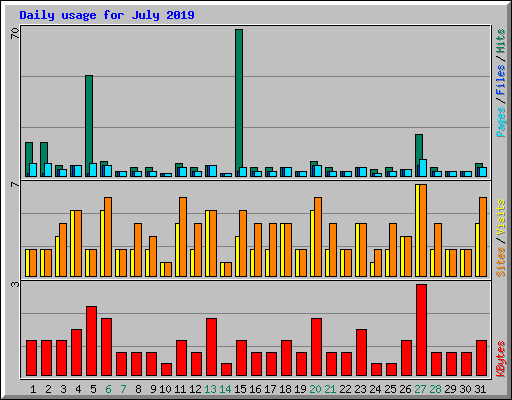 Daily usage for July 2019
70
Pages / Files / Hits
7
Sites / Visits
3
KBytes
1 2 3 4 5 6 7 8 9 10 11 12 13 14 15 16 17 18 19 20 21 22 23 24 25 26 27 28 29 30 31